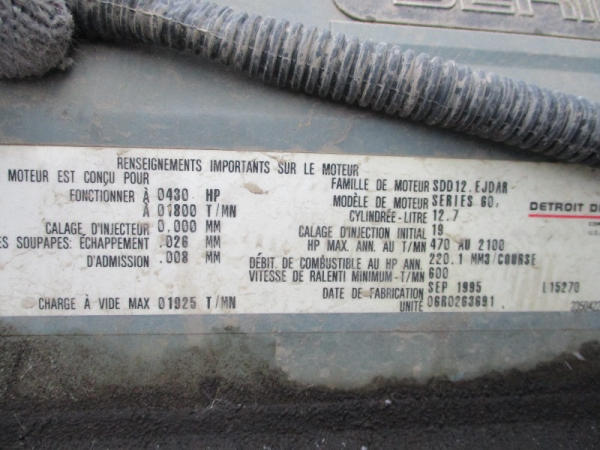 RENSEIGNEMENTS IMPORTANTS SUR LE MOTEUR
MOTEUR EST CONÇU POUR
FONCTIONNER À 0430 HP
À 01800 T/MN
CALAGE D'INJECTEUR 0.000 MM
ES SOUPAPES: ÉCHAPPEMENT .026 MM
D'ADMISSION .008 MM
CHARGE À VIDE MAX 01925 T/MN
FAMILLE DE MOTEUR SDD12.EJDAR
MODÈLE DE MOTEUR SERIES 60,
CYLINDRÉE-LITRE 12.7
CALAGE D'INJECTION INITIAL 19
HP MAX. ANN. AU T/MN 470 AU 2100
DÉBIT DE COMBUSTIBLE AU HP ANN. 220.1 MM3/COURSE
VITESSE DE RALENTI MINIMUM-T/MN 600
DATE DE FABRICATION SEP 1995 L15270
UNITÉ 06R0263691
DETROIT